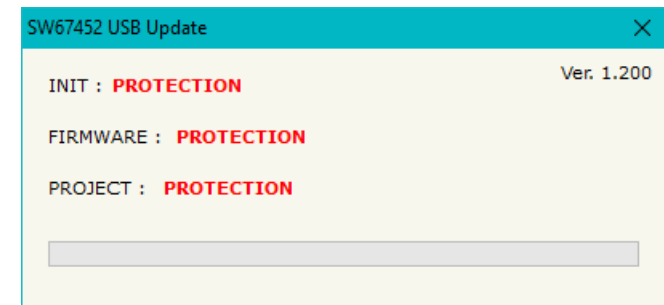 SW67452 USB Update
Ver. 1.200
INIT : PROTECTION
FIRMWARE : PROTECTION
PROJECT : PROTECTION